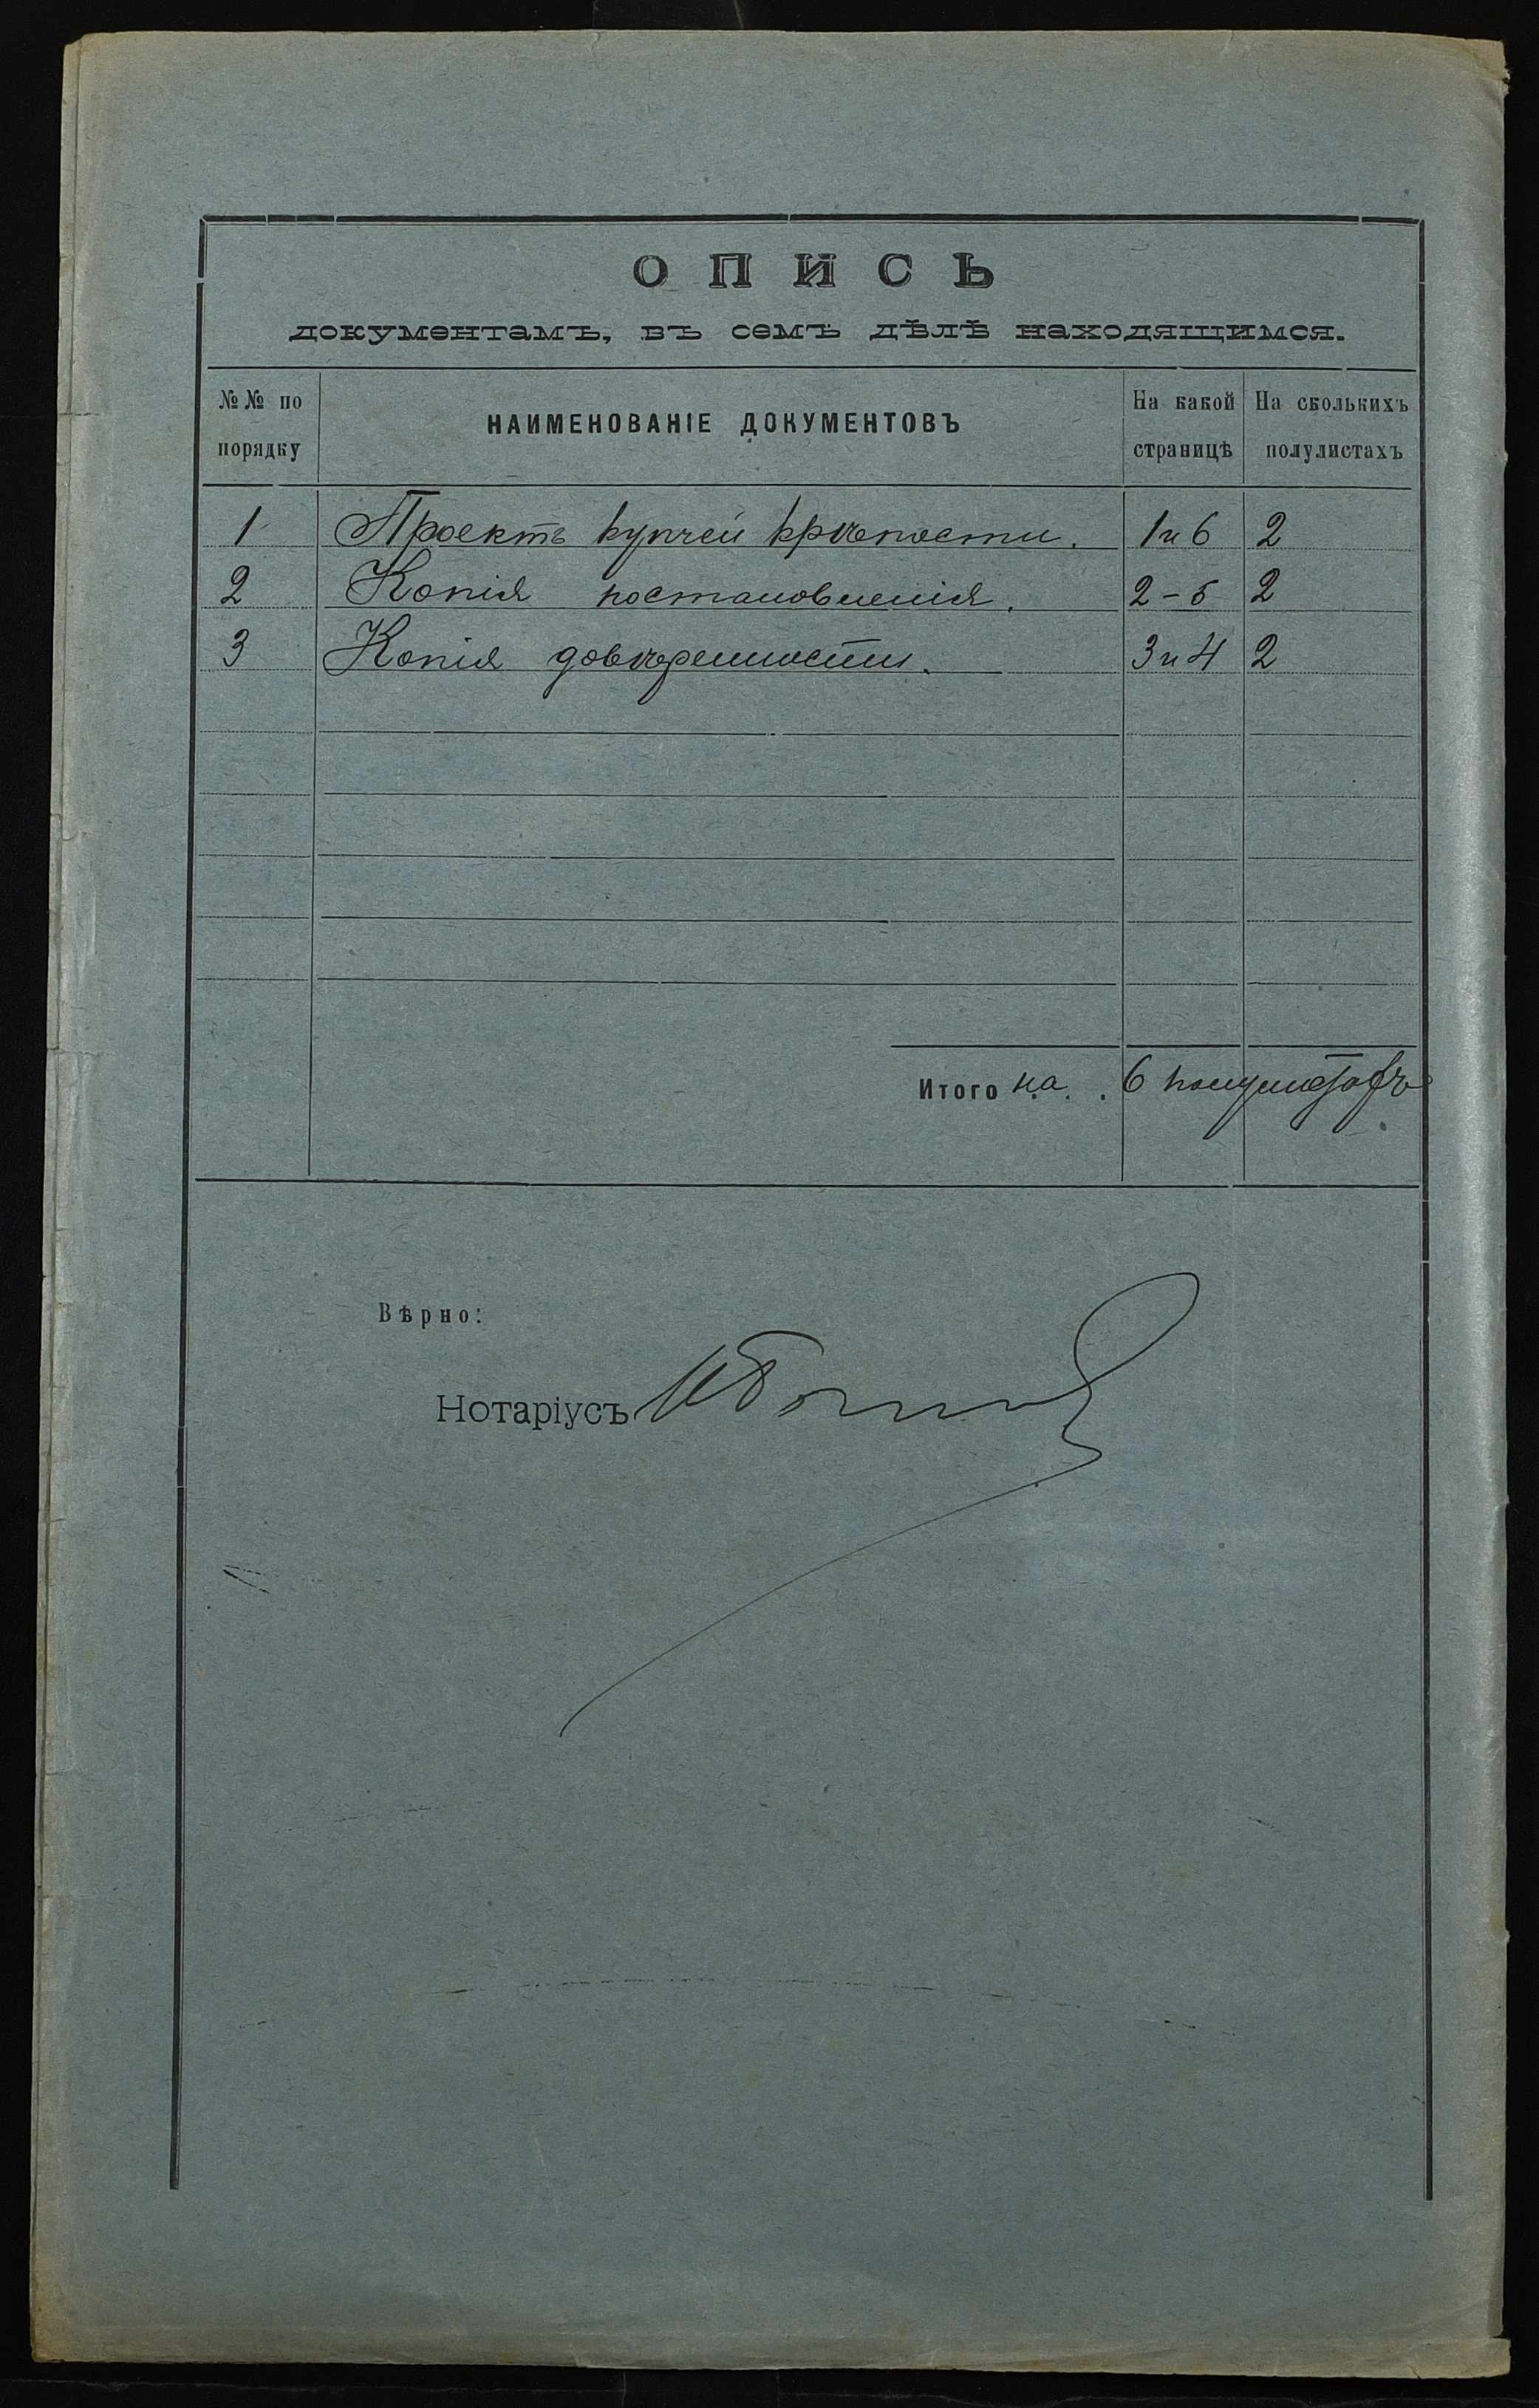 ОПИСЬ
документамъ, въ семъ дѣлѣ находящимся.
№№ по порядку НАИМЕНОВАНІЕ ДОКУМЕНТОВЪ На какой страницѣ На сколькихъ полулистахъ
1 Проектъ купчей крѣпости. 1 и 6 2
2 Копія постановленія. 2-5 2
3 Копія довѣренности. 3 и 4 2
Итого на . . 6 полулистахъ
Вѣрно:
Нотаріусъ